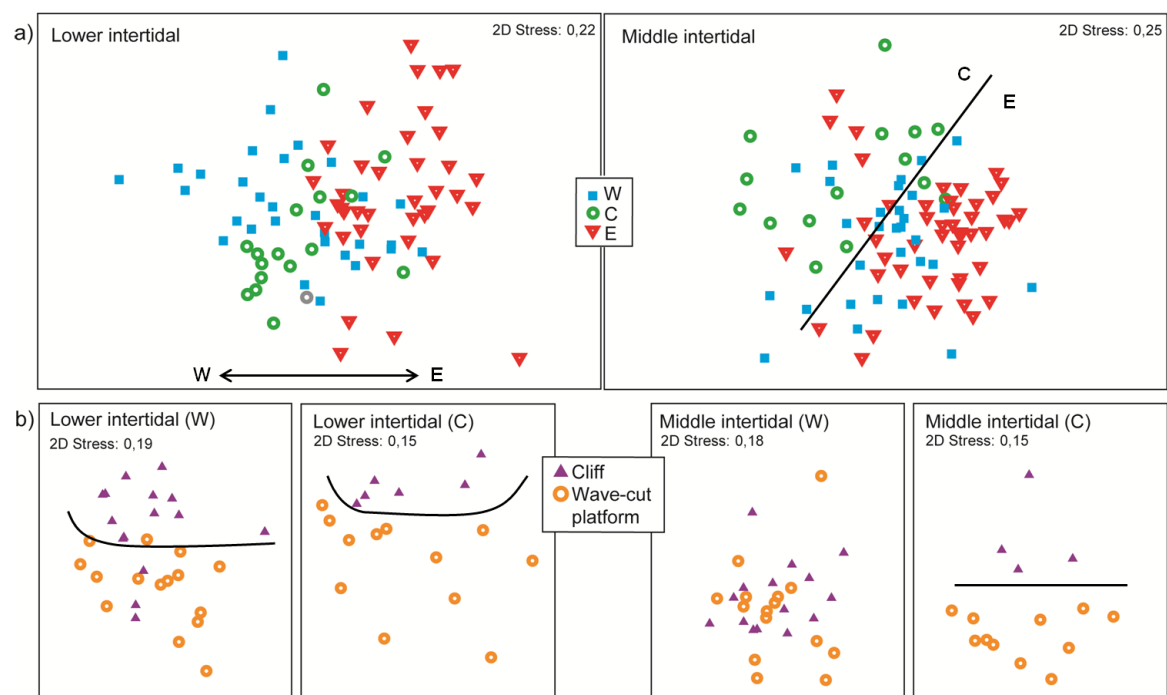 a)
Lower intertidal
2D Stress: 0,22
W
E
Middle intertidal
2D Stress: 0,25
C
E
W
C
E
b)
Lower intertidal (W)
2D Stress: 0,19
Lower intertidal (C)
2D Stress: 0,15
Cliff
Wave-cut
platform
Middle intertidal (W)
2D Stress: 0,18
Middle intertidal (C)
2D Stress: 0,15